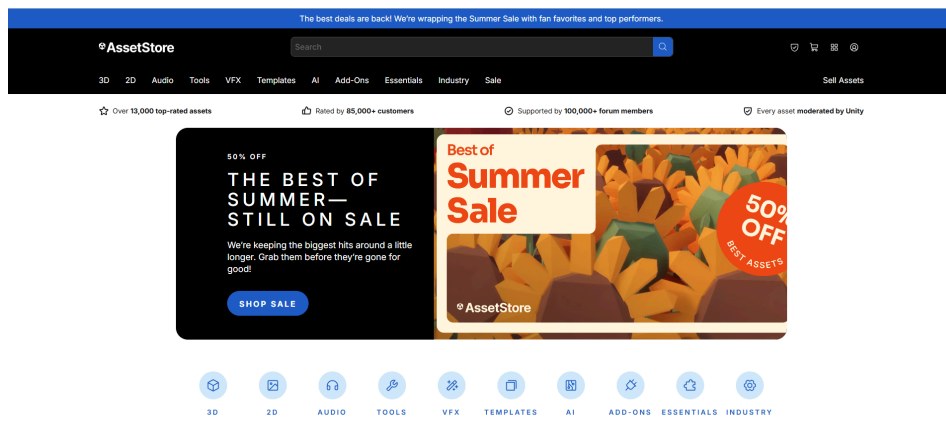 The best deals are back! We're wrapping the Summer Sale with fan favorites and top performers.
AssetStore
Search
3D 2D Audio Tools VFX Templates AI Add-Ons Essentials Industry Sale Sell Assets
Over 13,000 top-rated assets Rated by 85,000+ customers Supported by 100,000+ forum members Every asset moderated by Unity
50% OFF
THE BEST OF
SUMMER—
STILL ON SALE
We're keeping the biggest hits around a little
longer. Grab them before they're gone for
good!
SHOP SALE
Best of
Summer
Sale
50%
OFF
BEST ASSETS
AssetStore
3D 2D AUDIO TOOLS VFX TEMPLATES AI ADD-ONS ESSENTIALS INDUSTRY